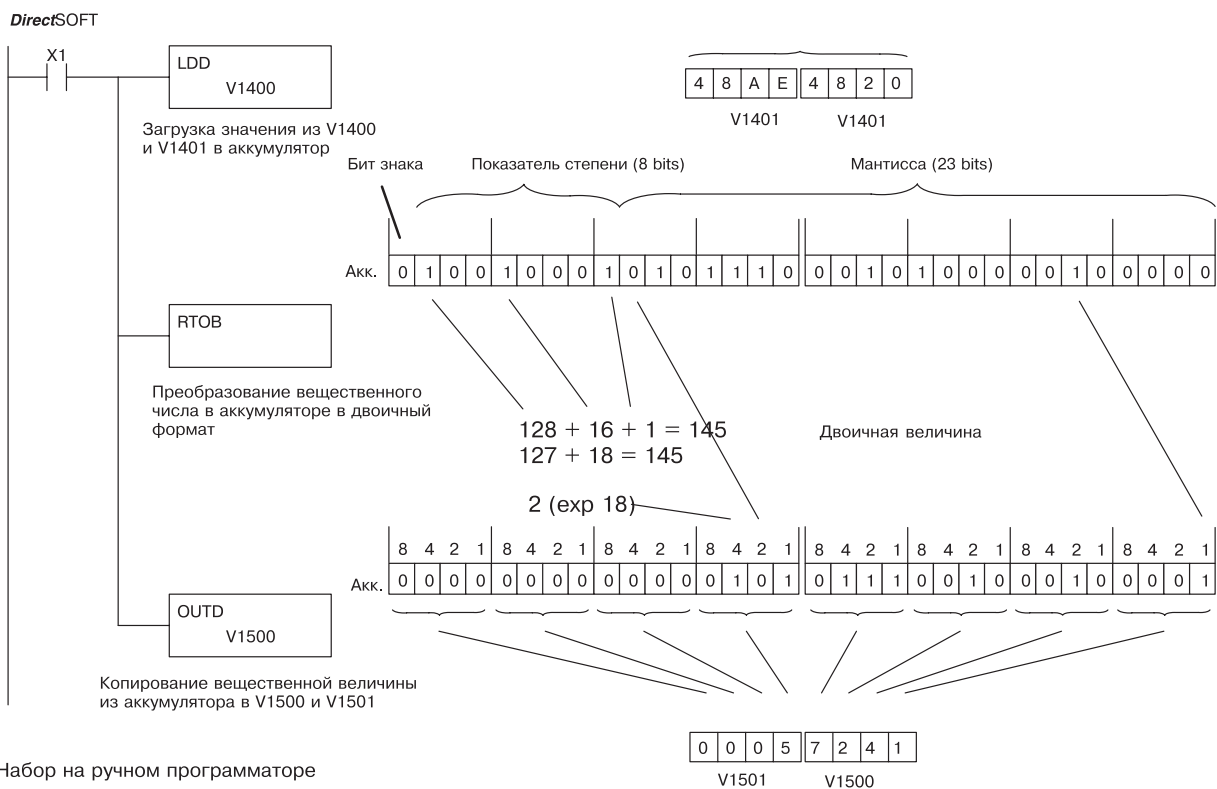 DirectSOFT
X1
LDD
V1400
Загрузка значения из V1400
и V1401 в аккумулятор
4 8 A E 4 8 2 0
V1401 V1401
Бит знака Показатель степени (8 bits) Мантисса (23 bits)
Акк. 0 1 0 0 1 0 0 0 1 0 1 0 1 1 1 0 0 0 1 0 1 0 0 0 0 0 1 0 0 0 0 0
RTOB
Преобразование вещественного
числа в аккумуляторе в двоичный
формат
128 + 16 + 1 = 145
127 + 18 = 145
Двоичная величина
2 (exp 18)
8 4 2 1 8 4 2 1 8 4 2 1 8 4 2 1 8 4 2 1 8 4 2 1 8 4 2 1 8 4 2 1
Акк. 0 0 0 0 0 0 0 0 0 0 0 0 0 1 0 1 0 1 1 1 0 0 1 0 0 0 1 0 0 0 0 1
OUTD
V1500
Копирование вещественной величины
из аккумулятора в V1500 и V1501
0 0 0 5 7 2 4 1
V1501 V1500
Набор на ручном программаторе